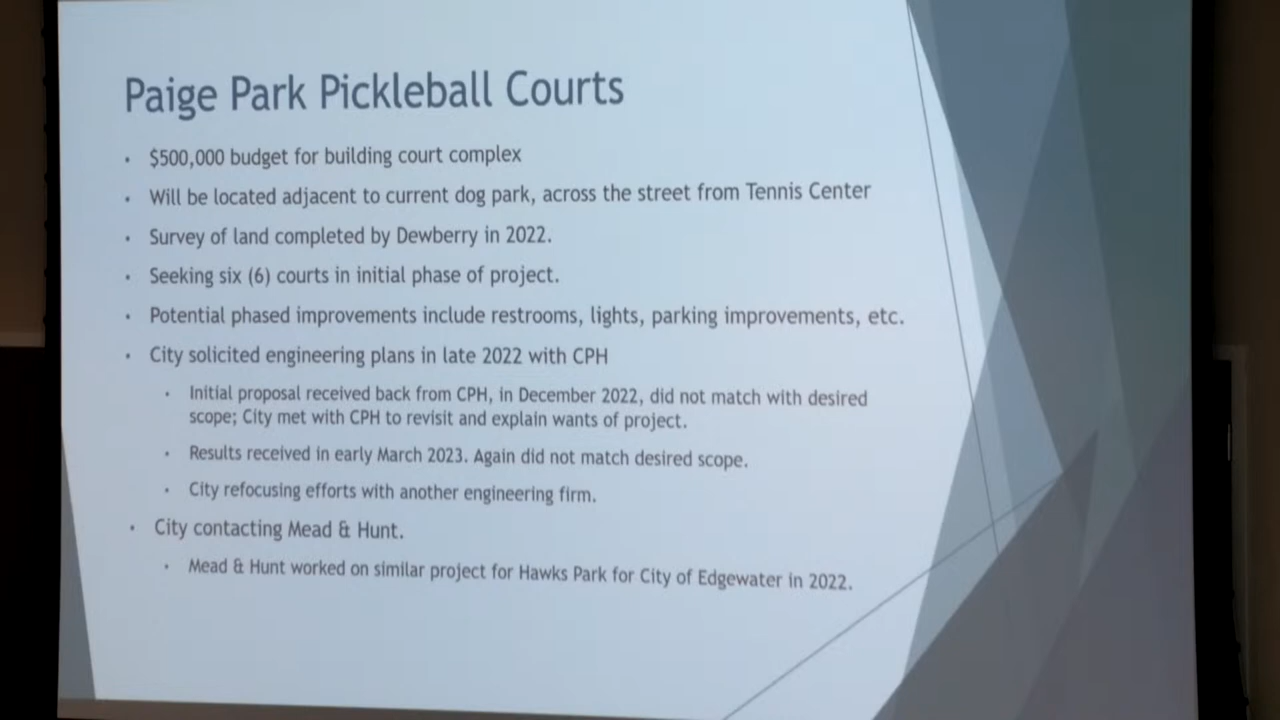 Paige Park Pickleball Courts
• $500,000 budget for building court complex
• Will be located adjacent to current dog park, across the street from Tennis Center
• Survey of land completed by Dewberry in 2022.
• Seeking six (6) courts in initial phase of project.
• Potential phased improvements include restrooms, lights, parking improvements, etc.
• City solicited engineering plans in late 2022 with CPH
• Initial proposal received back from CPH, in December 2022, did not match with desired
scope; City met with CPH to revisit and explain wants of project.
• Results received in early March 2023. Again did not match desired scope.
• City refocusing efforts with another engineering firm.
• City contacting Mead & Hunt.
• Mead & Hunt worked on similar project for Hawks Park for City of Edgewater in 2022.